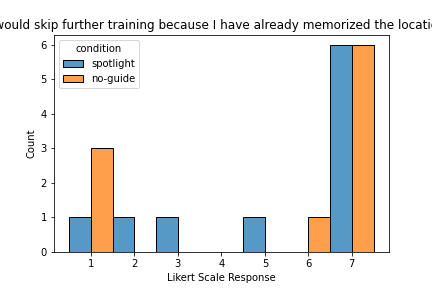 would skip further training because I have already memorized the locatio
condition
spotlight
no-guide
Count
6
5
4
3
2
1
0
1 2 3 4 5 6 7
Likert Scale Response